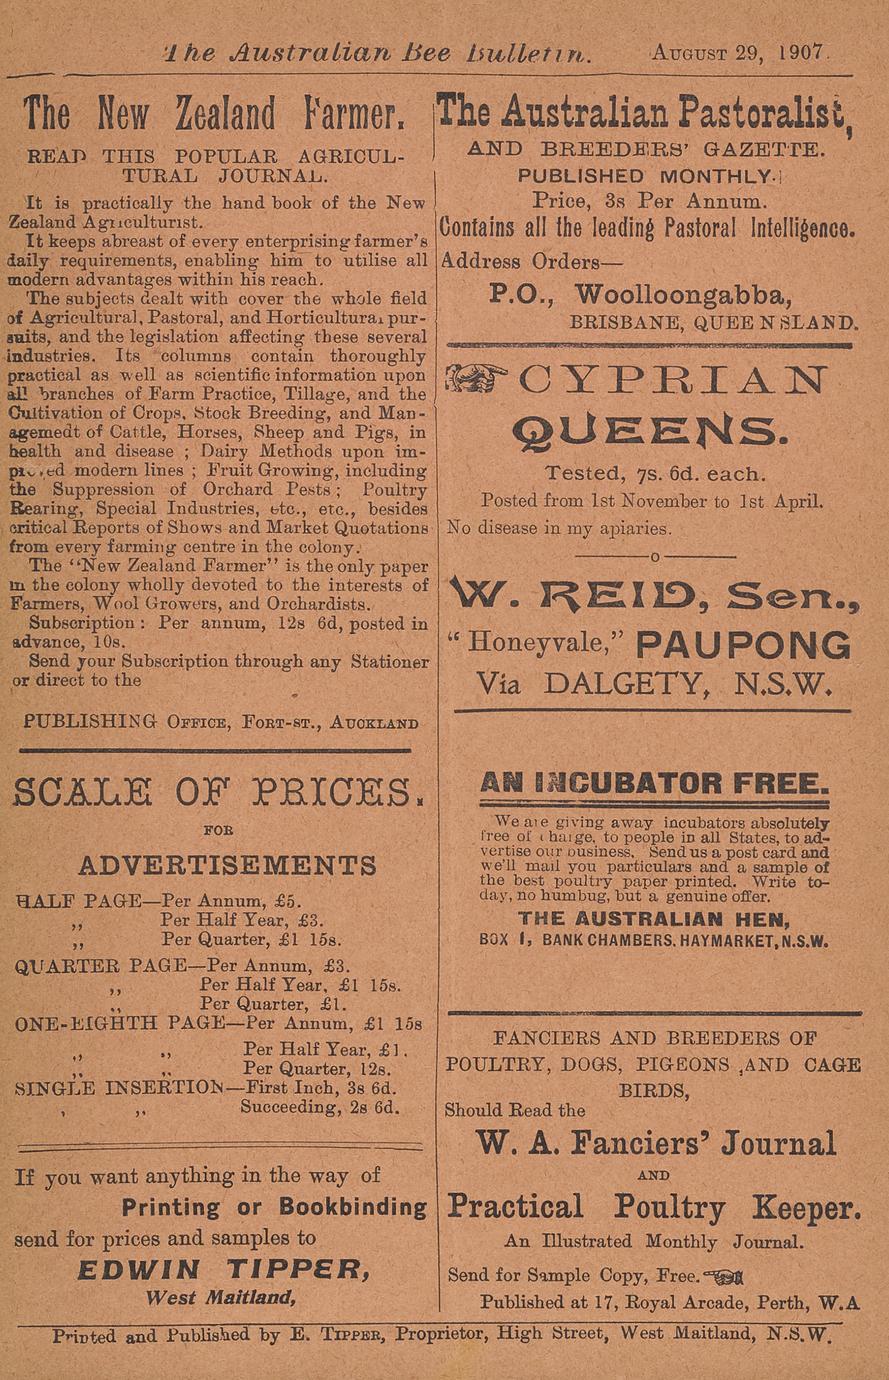 The Australian Bee Bulletin. AUGUST 29, 1907.
The New Zealand Farmer.
READ THIS POPULAR AGRICUL-
TURAL JOURNAL.
It is practically the hand book of the New
Zealand Agriculturist.
It keeps abreast of every enterprising farmer's
daily requirements, enabling him to utilise all
modern advantages within his reach.
The subjects dealt with cover the whole field
of Agricultural, Pastoral, and Horticultural pur-
suits, and the legislation affecting these several
industries. Its columns contain thoroughly
practical as well as scientific information upon
all branches of Farm Practice, Tillage, and the
Cultivation of Crops, Stock Breeding, and Man-
agemedt of Cattle, Horses, Sheep and Pigs, in
health and disease ; Dairy Methods upon im-
proved modern lines ; Fruit Growing, including
the Suppression of Orchard Pests ; Poultry
Rearing, Special Industries, etc., etc., besides
critical Reports of Shows and Market Quotations
from every farming centre in the colony.
The "New Zealand Farmer" is the only paper
in the colony wholly devoted to the interests of
Farmers, Wool Growers, and Orchardists.
Subscription : Per annum, 12s 6d, posted in
advance, 10s.
Send your Subscription through any Stationer
or direct to the
PUBLISHING OFFICE, FORT-ST., AUCKLAND
SCALE OF PRICES.
FOR
ADVERTISEMENTS
HALF PAGE—Per Annum, £5.
,, Per Half Year, £3.
,, Per Quarter, £1 15s.
QUARTER PAGE—Per Annum, £3.
,, Per Half Year, £1 15s.
,, Per Quarter, £1.
ONE-EIGHTH PAGE—Per Annum, £1 15s
,, ,, Per Half Year, £1.
,, ,, Per Quarter, 12s.
SINGLE INSERTION—First Inch, 3s 6d.
, ,, Succeeding, 2s 6d.
If you want anything in the way of
Printing or Bookbinding
send for prices and samples to
EDWIN TIPPER,
West Maitland,
The Australian Pastoralist,
AND BREEDERS' GAZETTE.
PUBLISHED MONTHLY.
Price, 3s Per Annum.
Contains all the leading Pastoral Intelligence.
Address Orders—
P.O., Woolloongabba,
BRISBANE, QUEENSLAND.
CYPRIAN
QUEENS.
Tested, 7s. 6d. each.
Posted from 1st November to 1st April.
No disease in my apiaries.
W. REID, Sen.,
"Honeyvale," PAUPONG
Via DALGETY, N.S.W.
AN INCUBATOR FREE.
We are giving away incubators absolutely
free of charge, to people in all States, to ad-
vertise our business. Send us a post card and
we'll mail you particulars and a sample of
the best poultry paper printed. Write to-
day, no humbug, but a genuine offer.
THE AUSTRALIAN HEN,
BOX 1, BANK CHAMBERS, HAYMARKET, N.S.W.
FANCIERS AND BREEDERS OF
POULTRY, DOGS, PIGEONS ,AND CAGE
BIRDS,
Should Read the
W. A. Fanciers' Journal
AND
Practical Poultry Keeper.
An Illustrated Monthly Journal.
Send for Sample Copy, Free.
Published at 17, Royal Arcade, Perth, W.A
Printed and Published by E. TIPPER, Proprietor, High Street, West Maitland, N.S.W.